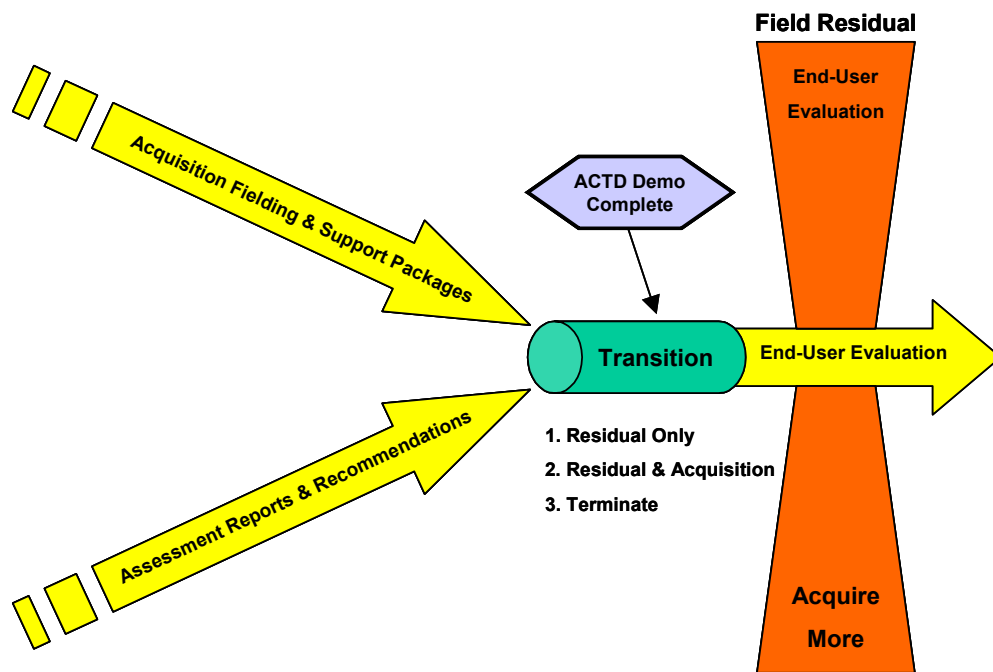 Field Residual
End-User
Evaluation
Acquisition Fielding & Support Packages
ACTD Demo
Complete
Transition
End-User Evaluation
Assessment Reports & Recommendations
1. Residual Only
2. Residual & Acquisition
3. Terminate
Acquire
More